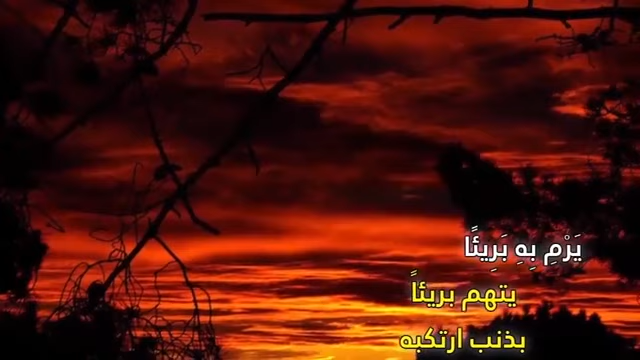 يَرْمِ بِهِ بَرِيئًا
يتهم بريئاً
بذنب ارتكبه